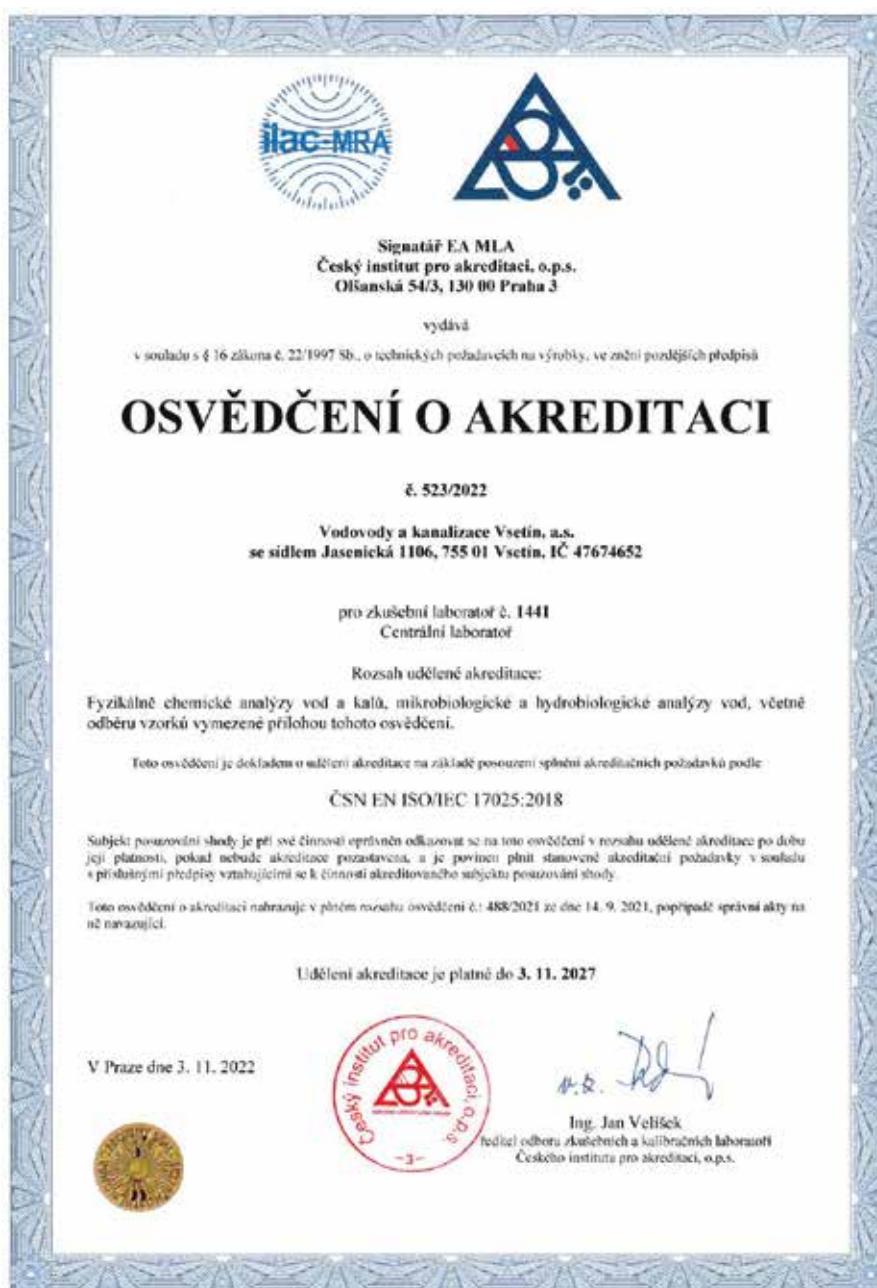 ilac-MRA
Signatář EA MLA
Český institut pro akreditaci, o.p.s.
Olšanská 54/3, 130 00 Praha 3
vydává
v souladu s § 16 zákona č. 22/1997 Sb., o technických požadavcích na výrobky, ve znění pozdějších předpisů
OSVĚDČENÍ O AKREDITACI
č. 523/2022
Vodovody a kanalizace Vsetín, a.s.
se sídlem Jasenická 1106, 755 01 Vsetín, IČ 47674652
pro zkušební laboratoř č. 1441
Centrální laboratoř
Rozsah udělené akreditace:
Fyzikálně chemické analýzy vod a kalů, mikrobiologické a hydrobiologické analýzy vod, včetně
odběru vzorků vymezené přílohou tohoto osvědčení.
Toto osvědčení je dokladem o udělení akreditace na základě posouzení splnění akreditačních požadavků podle
ČSN EN ISO/IEC 17025:2018
Subjekt posuzování shody je při své činnosti oprávněn odkazovat se na toto osvědčení v rozsahu udělené akreditace po dobu
její platnosti, pokud nebude akreditace pozastavena, a je povinen plnit stanovené akreditační požadavky v souladu
s příslušnými předpisy vztahujícími se k činnosti akreditovaného subjektu posuzování shody.
Toto osvědčení o akreditaci nahrazuje v plném rozsahu osvědčení č.: 488/2021 ze dne 14. 9. 2021, popřípadě správní akty na
ně navazující.
Udělení akreditace je platné do 3. 11. 2027
V Praze dne 3. 11. 2022
Český institut pro akreditaci, o.p.s.
-3-
v.z.
Ing. Jan Velíšek
ředitel odboru zkušebních a kalibračních laboratoří
Českého institutu pro akreditaci, o.p.s.